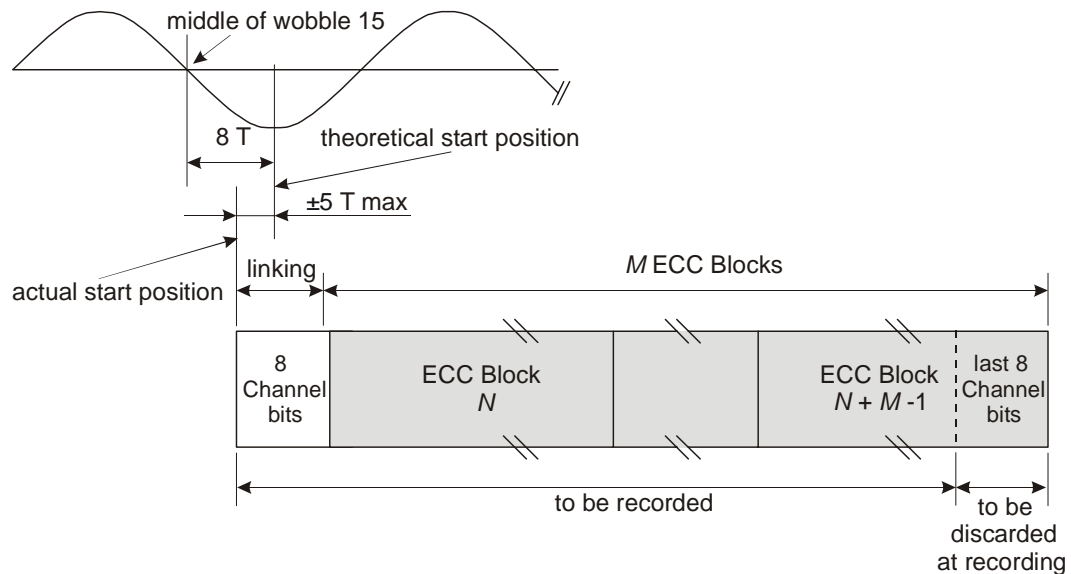 middle of wobble 15
8 T
theoretical start position
±5 T max
actual start position
linking
M ECC Blocks
8
Channel
bits
ECC Block
N
ECC Block
N + M -1
last 8
Channel
bits
to be recorded
to be
discarded
at recording